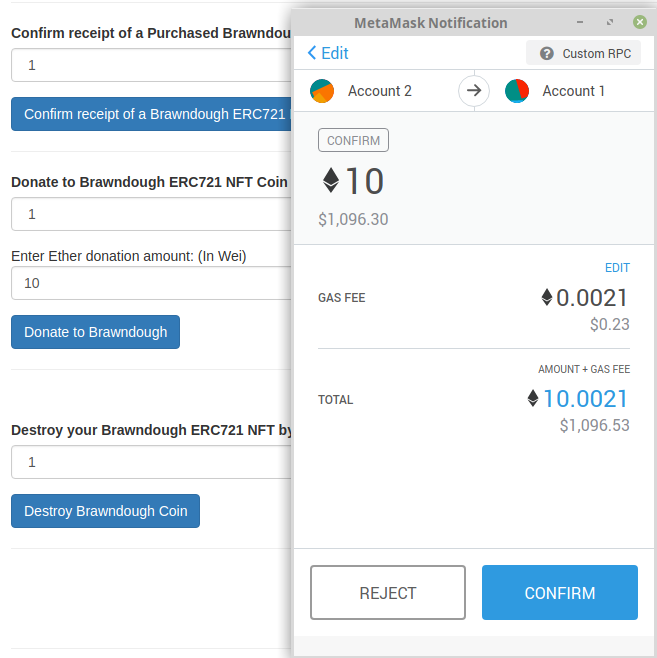 Confirm receipt of a Purchased Brawndou
1
Confirm receipt of a Brawndough ERC721
Donate to Brawndough ERC721 NFT Coin
1
Enter Ether donation amount: (In Wei)
10
Donate to Brawndough
Destroy your Brawndough ERC721 NFT by
1
Destroy Brawndough Coin
MetaMask Notification
Edit
? Custom RPC
Account 2
Account 1
CONFIRM
10
$1,096.30
EDIT
GAS FEE
0.0021
$0.23
AMOUNT + GAS FEE
TOTAL
10.0021
$1,096.53
REJECT
CONFIRM